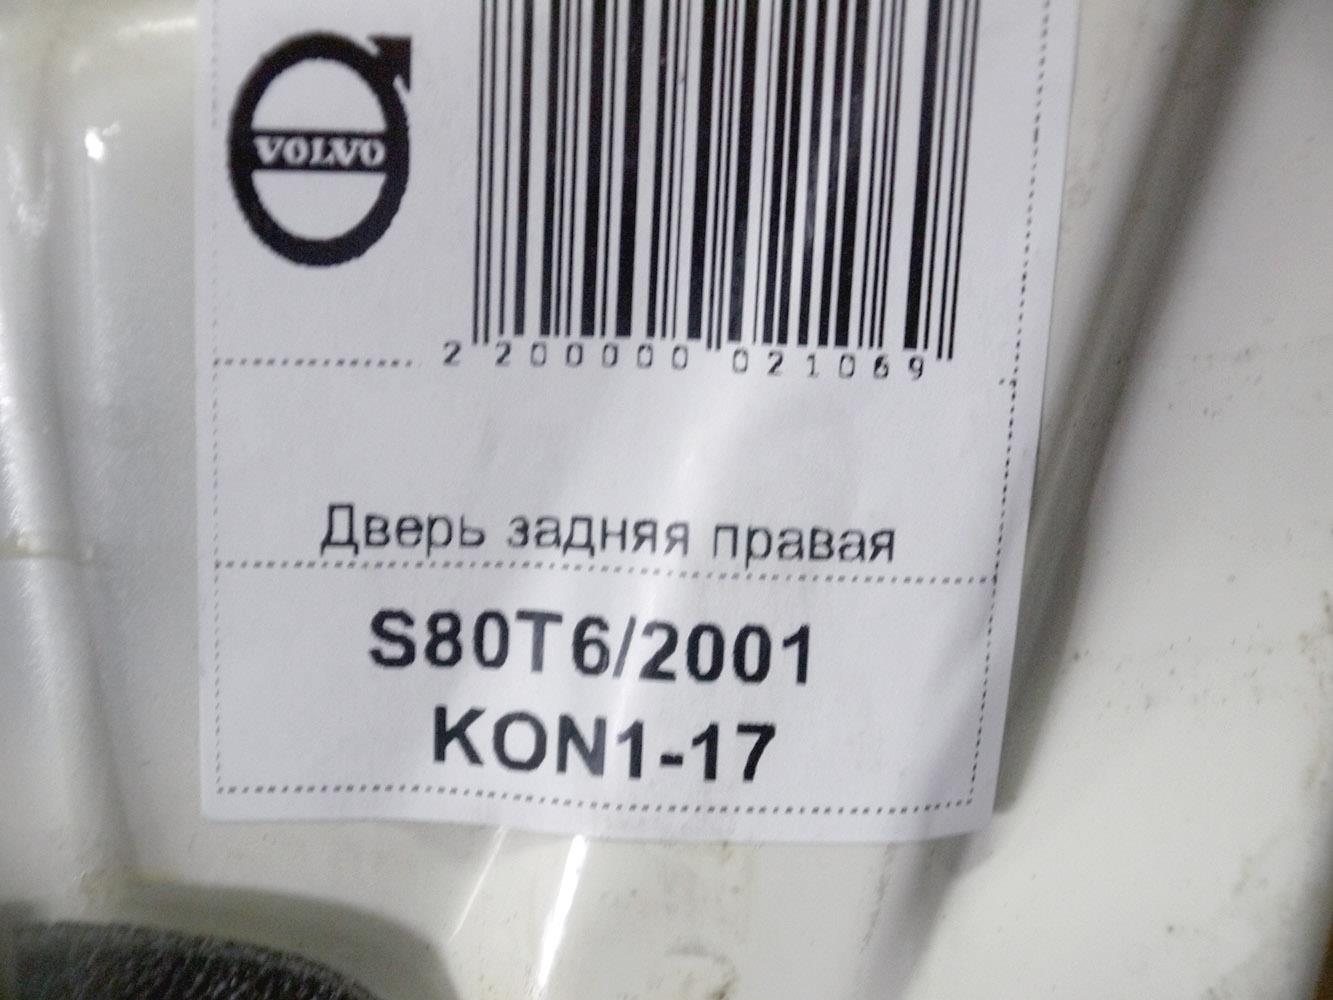 VOLVO
2 200000 021069
Дверь задняя правая
S80T6/2001
KON1-17